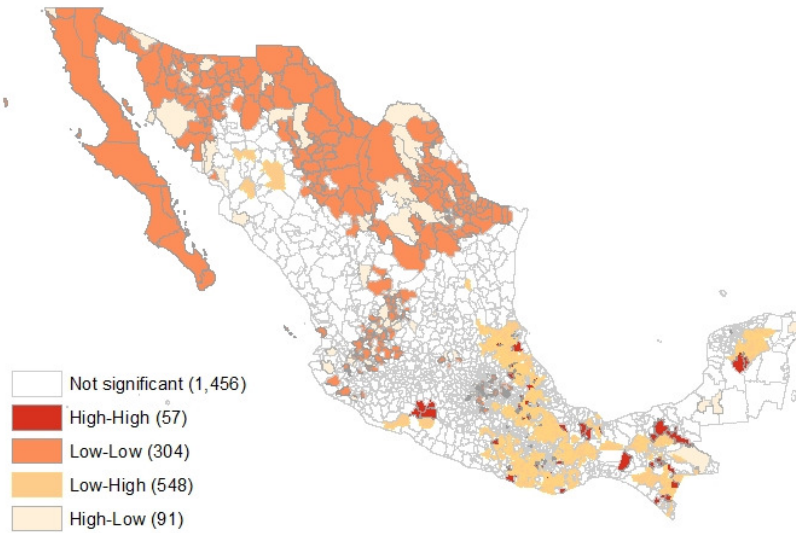 Not significant (1,456)
High-High (57)
Low-Low (304)
Low-High (548)
High-Low (91)